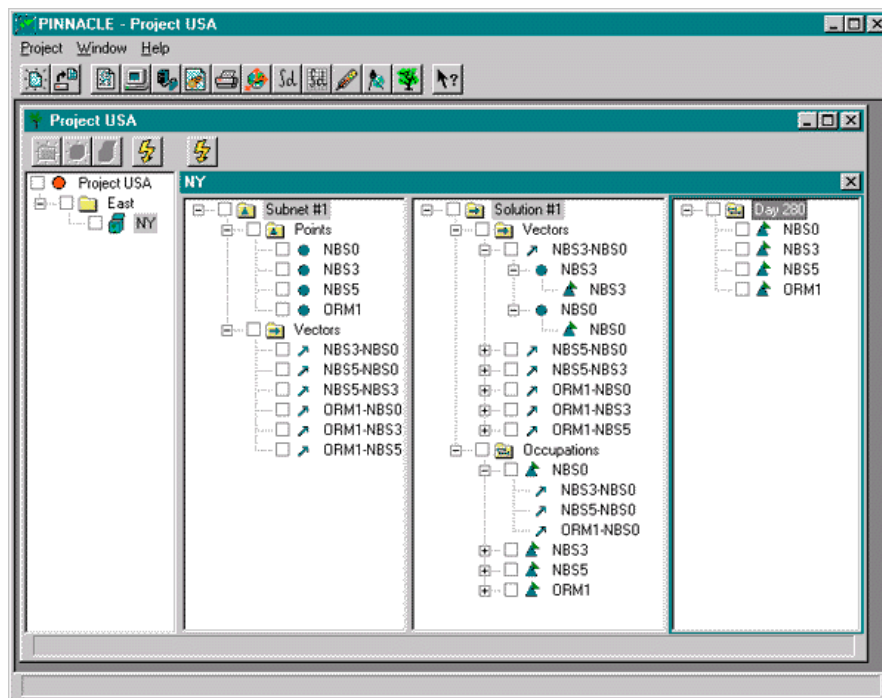 PINNACLE - Project USA
Project Window Help
Sd Sd ?
Project USA
Project USA
East
NY
NY
Subnet #1
Points
NBS0
NBS3
NBS5
ORM1
Vectors
NBS3-NBS0
NBS5-NBS0
NBS5-NBS3
ORM1-NBS0
ORM1-NBS3
ORM1-NBS5
Solution #1
Vectors
NBS3-NBS0
NBS3
NBS3
NBS0
NBS0
NBS5-NBS0
NBS5-NBS3
ORM1-NBS0
ORM1-NBS3
ORM1-NBS5
Occupations
NBS0
NBS3-NBS0
NBS5-NBS0
ORM1-NBS0
NBS3
NBS5
ORM1
Day 280
NBS0
NBS3
NBS5
ORM1